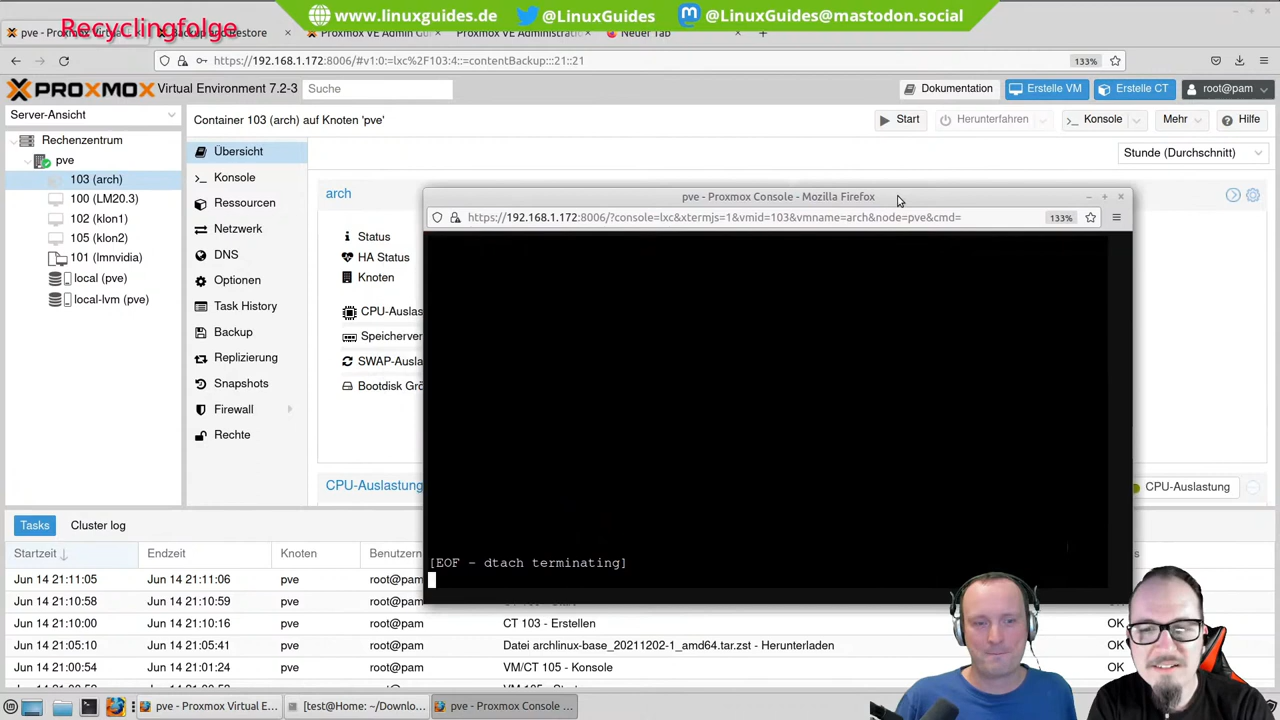 www.linuxguides.de @LinuxGuides @LinuxGuides@mastodon.social
Recyclingfolge
pve - Proxmox Virtual Backup and Restore Proxmox VE Admin Gu Proxmox VE Administrat Neuer Tab
https://192.168.1.172:8006/#v1:0:=lxc%2F103:4::=contentBackup:::21::21 133%
PROXMOX Virtual Environment 7.2-3 Suche Dokumentation Erstelle VM Erstelle CT root@pam
Server-Ansicht
Container 103 (arch) auf Knoten 'pve' Start Herunterfahren Konsole Mehr Hilfe
Rechenzentrum
pve
103 (arch)
100 (LM20.3)
102 (klon1)
105 (klon2)
101 (lmnvidia)
local (pve)
local-lvm (pve)
Übersicht
Konsole
Ressourcen
Netzwerk
DNS
Optionen
Task History
Backup
Replizierung
Snapshots
Firewall
Rechte
Stunde (Durchschnitt)
arch
Status
HA Status
Knoten
CPU-Auslas
Speicherver
SWAP-Ausla
Bootdisk Grö
CPU-Auslastung
CPU-Auslastung
pve - Proxmox Console - Mozilla Firefox
https://192.168.1.172:8006/?console=lxc&xtermjs=1&vmid=103&vmname=arch&node=pve&cmd= 133%
[EOF - dtach terminating]
Tasks Cluster log
Startzeit Endzeit Knoten Benutzern
Jun 14 21:11:05 Jun 14 21:11:06 pve root@pam
Jun 14 21:10:58 Jun 14 21:10:59 pve root@pam OK
Jun 14 21:10:00 Jun 14 21:10:16 pve root@pam CT 103 - Erstellen OK
Jun 14 21:05:10 Jun 14 21:05:41 pve root@pam Datei archlinux-base_20211202-1_amd64.tar.zst - Herunterladen OK
Jun 14 21:00:54 Jun 14 21:01:24 pve root@pam VM/CT 105 - Konsole OK
pve - Proxmox Virtual E... [test@Home: ~/Downlo... pve - Proxmox Console ...